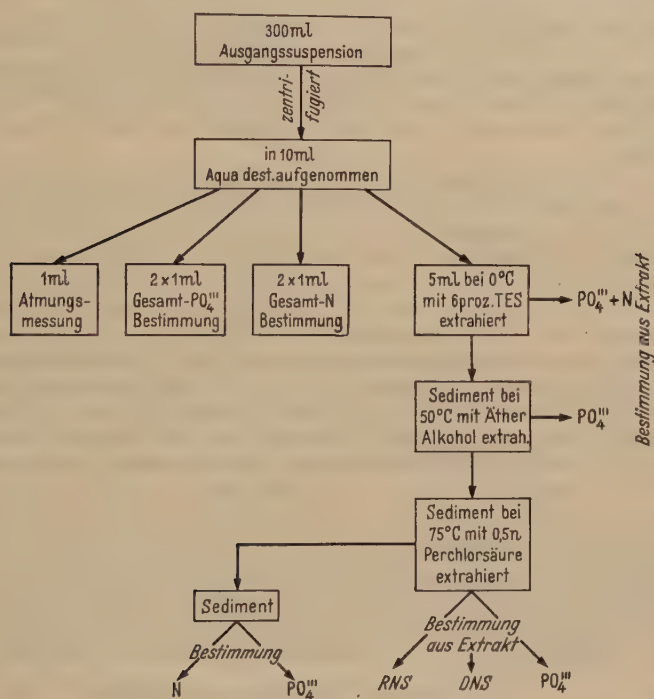 300ml
Ausgangssuspension
zentri-
fugiert
in 10ml
Aqua dest. aufgenommen
1ml
Atmungs-
messung
2 x 1ml
Gesamt-PO₄'''
Bestimmung
2 x 1ml
Gesamt-N
Bestimmung
5ml bei 0°C
mit 6proz. TES
extrahiert
PO₄''' + N
Bestimmung aus Extrakt
Sediment bei
50°C mit Äther
Alkohol extrah.
PO₄'''
Sediment bei
75°C mit 0,5n
Perchlorsäure
extrahiert
Sediment
Bestimmung
N
PO₄'''
Bestimmung
aus Extrakt
RNS
DNS
PO₄'''